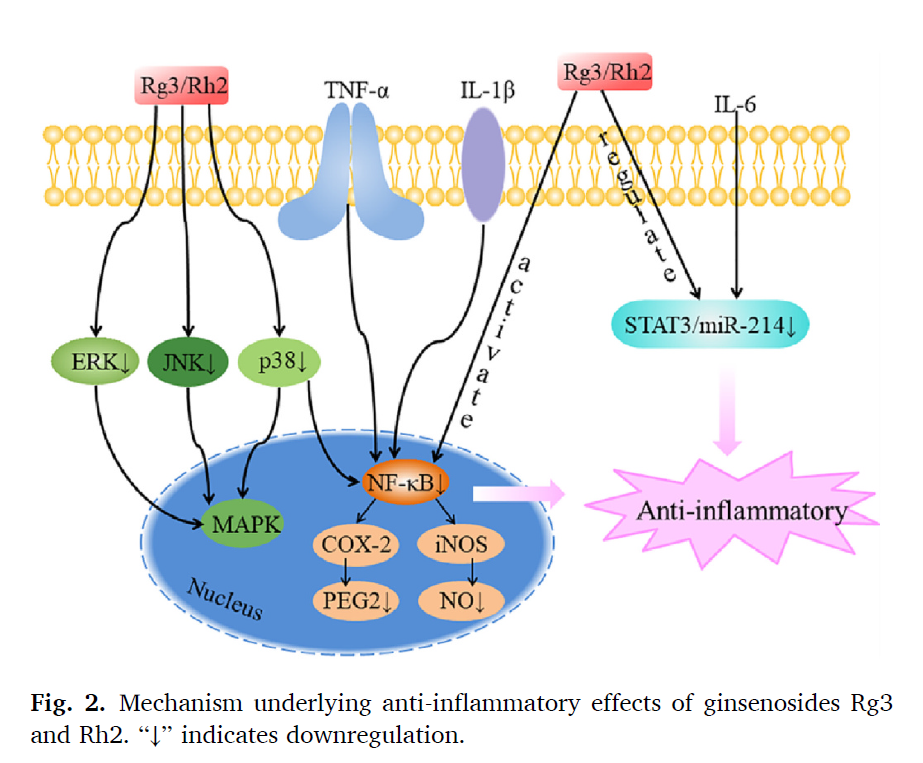 Rg3/Rh2
TNF-α
IL-1β
Rg3/Rh2
IL-6
regulate
activate
STAT3/miR-214↓
ERK↓
JNK↓
p38↓
NF-κB↓
MAPK
COX-2
iNOS
PEG2↓
NO↓
Nucleus
Anti-inflammatory
Fig. 2. Mechanism underlying anti-inflammatory effects of ginsenosides Rg3
and Rh2. “↓” indicates downregulation.